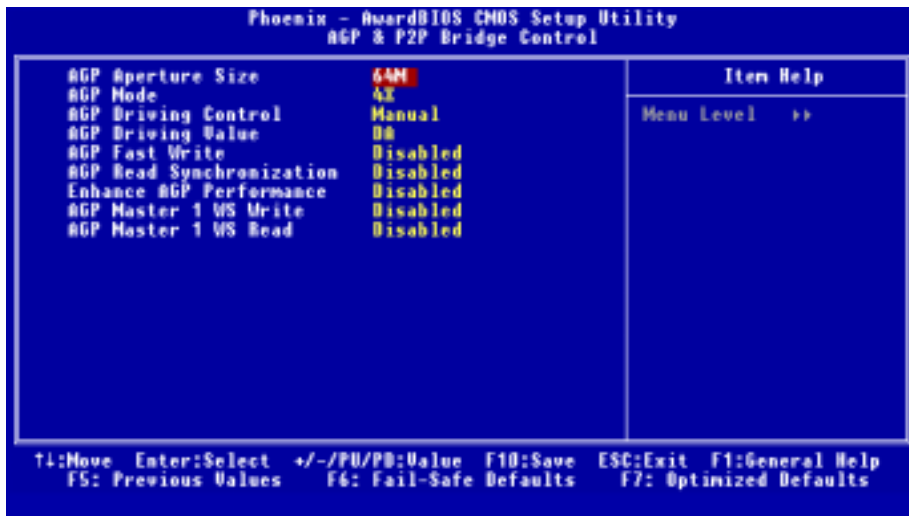 Phoenix - AwardBIOS CMOS Setup Utility
AGP & P2P Bridge Control
AGP Aperture Size 64M
AGP Mode 4X
AGP Driving Control Manual
AGP Driving Value DA
AGP Fast Write Disabled
AGP Read Synchronization Disabled
Enhance AGP Performance Disabled
AGP Master 1 WS Write Disabled
AGP Master 1 WS Read Disabled
Item Help
Menu Level ▸▸
↑↓:Move Enter:Select +/-/PU/PD:Value F10:Save ESC:Exit F1:General Help
F5: Previous Values F6: Fail-Safe Defaults F7: Optimized Defaults